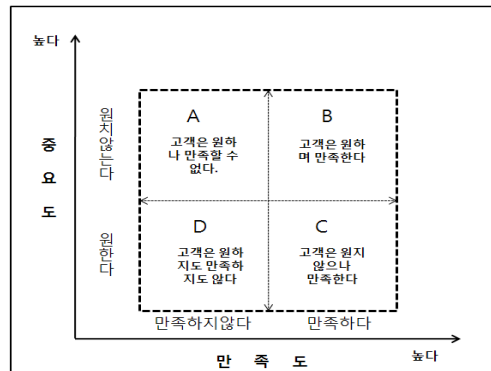 높다
원치않는다
중요도
원한다
A
고객은 원하
나 만족할 수
없다.
B
고객은 원하
며 만족한다
D
고객은 원하
지도 만족하
지도 않다
C
고객은 원지
않으나
만족한다
만족하지않다
만족하다
만 족 도
높다